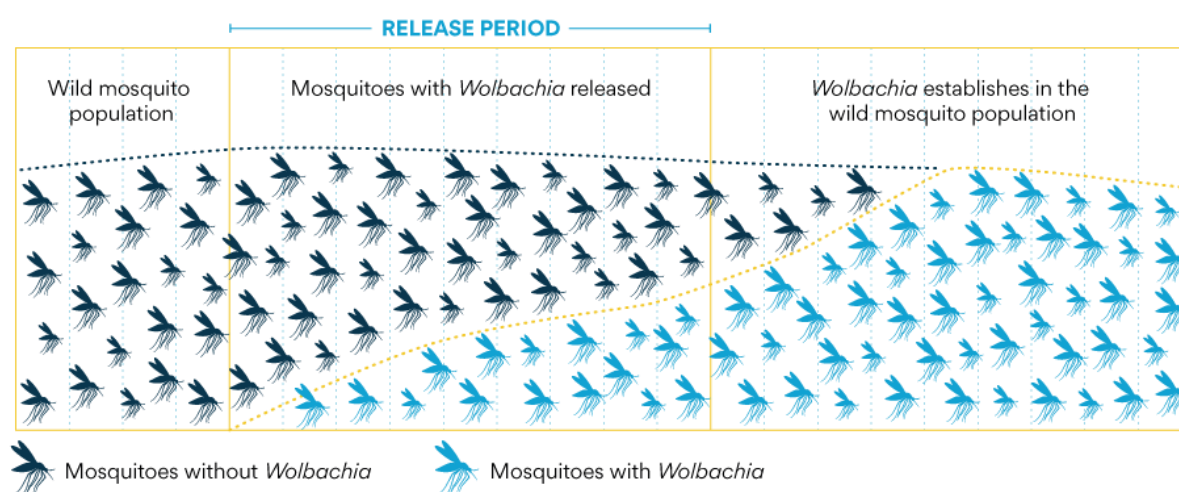 RELEASE PERIOD
Wild mosquito
population
Mosquitoes with Wolbachia released
Wolbachia establishes in the
wild mosquito population
Mosquitoes without Wolbachia
Mosquitoes with Wolbachia